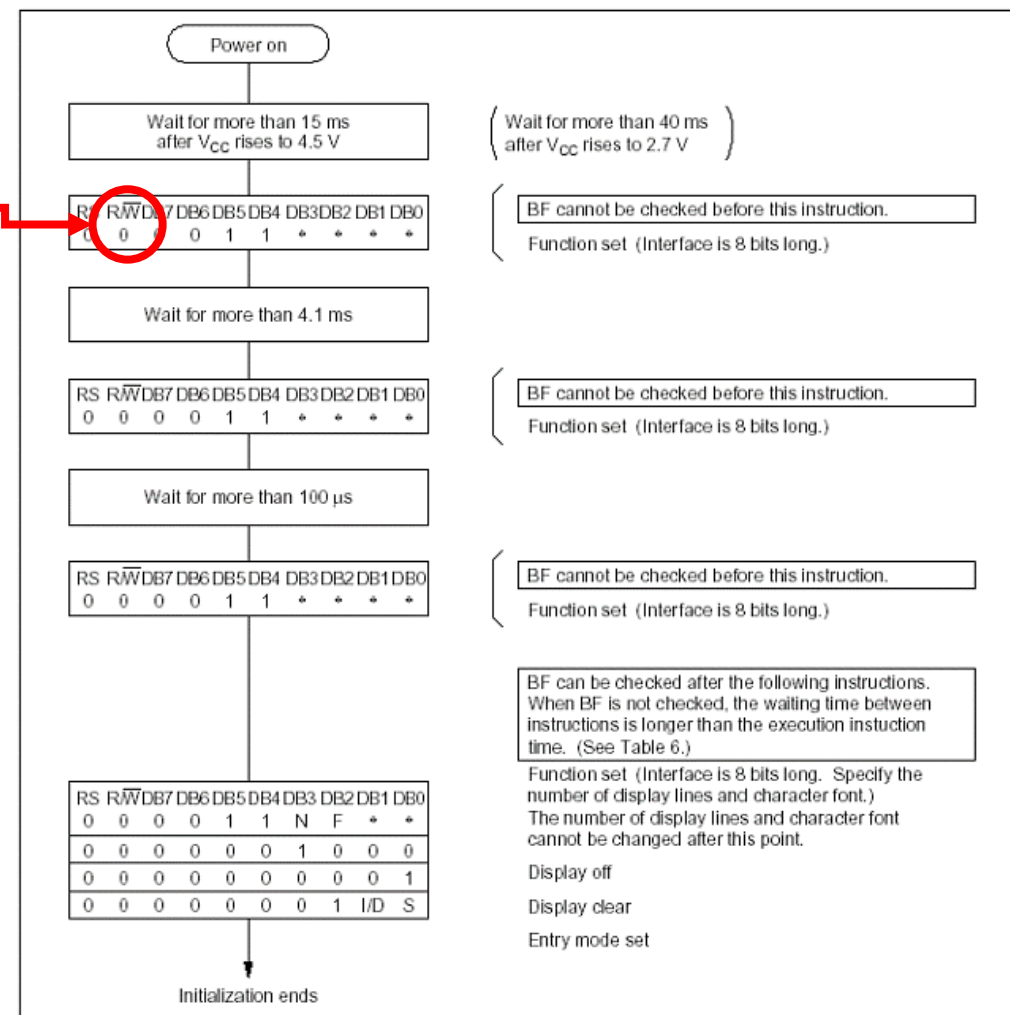 Power on
Wait for more than 15 ms
after VCC rises to 4.5 V
Wait for more than 40 ms
after VCC rises to 2.7 V
RS R/W̅ DB7 DB6 DB5 DB4 DB3 DB2 DB1 DB0
0 0 0 1 1 * * * *
BF cannot be checked before this instruction.
Function set (Interface is 8 bits long.)
Wait for more than 4.1 ms
RS R/W̅ DB7 DB6 DB5 DB4 DB3 DB2 DB1 DB0
0 0 0 0 1 1 * * * *
BF cannot be checked before this instruction.
Function set (Interface is 8 bits long.)
Wait for more than 100 µs
RS R/W̅ DB7 DB6 DB5 DB4 DB3 DB2 DB1 DB0
0 0 0 0 1 1 * * * *
BF cannot be checked before this instruction.
Function set (Interface is 8 bits long.)
BF can be checked after the following instructions.
When BF is not checked, the waiting time between
instructions is longer than the execution instuction
time. (See Table 6.)
RS R/W̅ DB7 DB6 DB5 DB4 DB3 DB2 DB1 DB0
0 0 0 0 1 1 N F * *
0 0 0 0 0 0 1 0 0 0
0 0 0 0 0 0 0 0 0 1
0 0 0 0 0 0 0 1 I/D S
Function set (Interface is 8 bits long. Specify the
number of display lines and character font.)
The number of display lines and character font
cannot be changed after this point.
Display off
Display clear
Entry mode set
Initialization ends